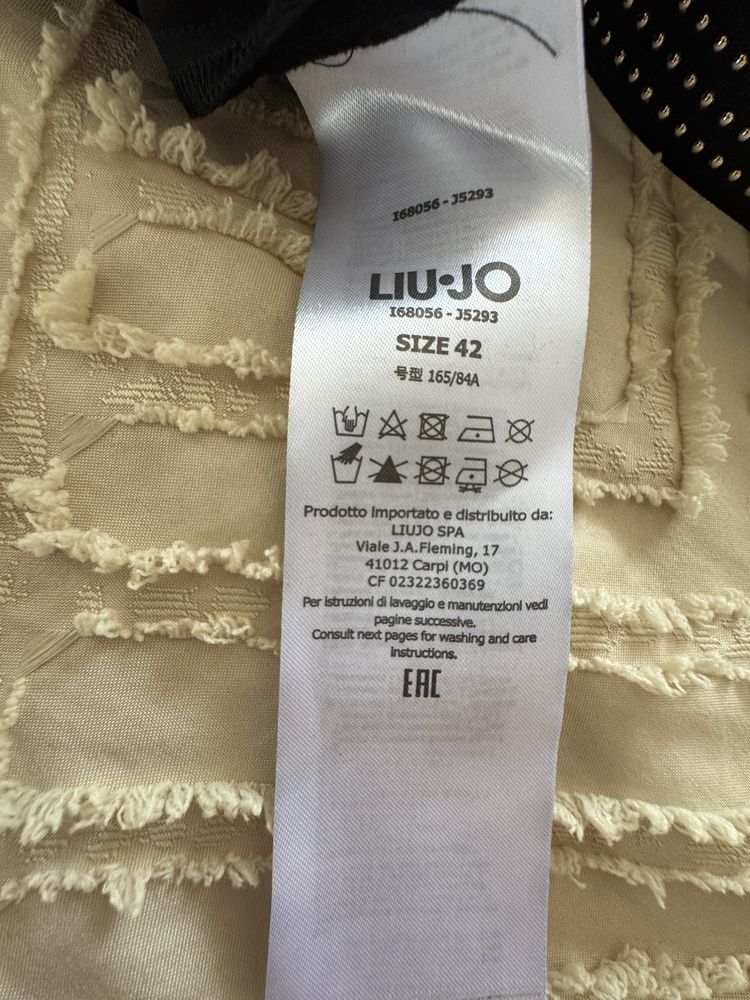 I68056 - J5293
LIU·JO
I68056 - J5293
SIZE 42
号型 165/84A
Prodotto importato e distribuito da:
LIUJO SPA
Viale J.A.Fleming, 17
41012 Carpi (MO)
CF 02322360369
Per istruzioni di lavaggio e manutenzioni vedi
pagine successive.
Consult next pages for washing and care
instructions.
EAC